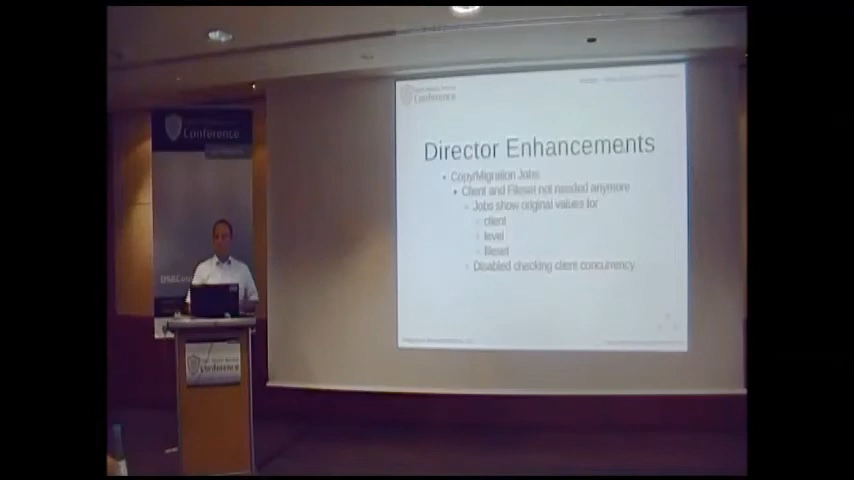 Conference
Conference
Director Enhancements
Copy/Migration Jobs
Client and Fileset not needed anymore
Jobs show original values for
client
level
fileset
Disabled checking client concurrency
Conference